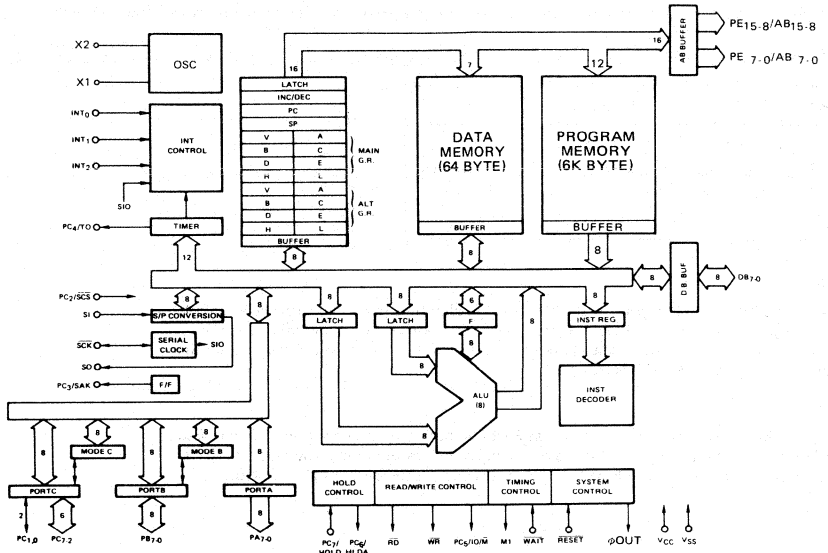 X2
X1
OSC
INT0
INT1
INT2
SIO
INT CONTROL
PC4/TO
TIMER
12
16
LATCH
INC/DEC
PC
SP
V A
B C
D E
H L
MAIN G.R.
V A
B C
D E
H L
ALT G.R.
BUFFER
8
7
DATA MEMORY (64 BYTE)
BUFFER
8
12
PROGRAM MEMORY (6K BYTE)
BUFFER
8
16
AB BUFFER
PE15-8/AB15-8
PE 7-0/AB 7-0
8
DB BUF
8
DB7-0
PC2/SCS
SI
8
S/P CONVERSION
SCK
SERIAL CLOCK
SIO
SO
PC3/SAK
F/F
8
8
LATCH
8
LATCH
6
F
8
8
8
ALU (8)
8
8
INST REG
INST DECODER
8
8
MODE C
8
8
MODE B
8
PORTC
PORTB
PORTA
2
6
8
8
PC1,0
PC7-2
PB7-0
PA7-0
HOLD CONTROL
READ/WRITE CONTROL
TIMING CONTROL
SYSTEM CONTROL
PC7/HOLD
PC6/HLDA
RD
WR
PC5/IO/M
M1
WAIT
RESET
φOUT
VCC
VSS